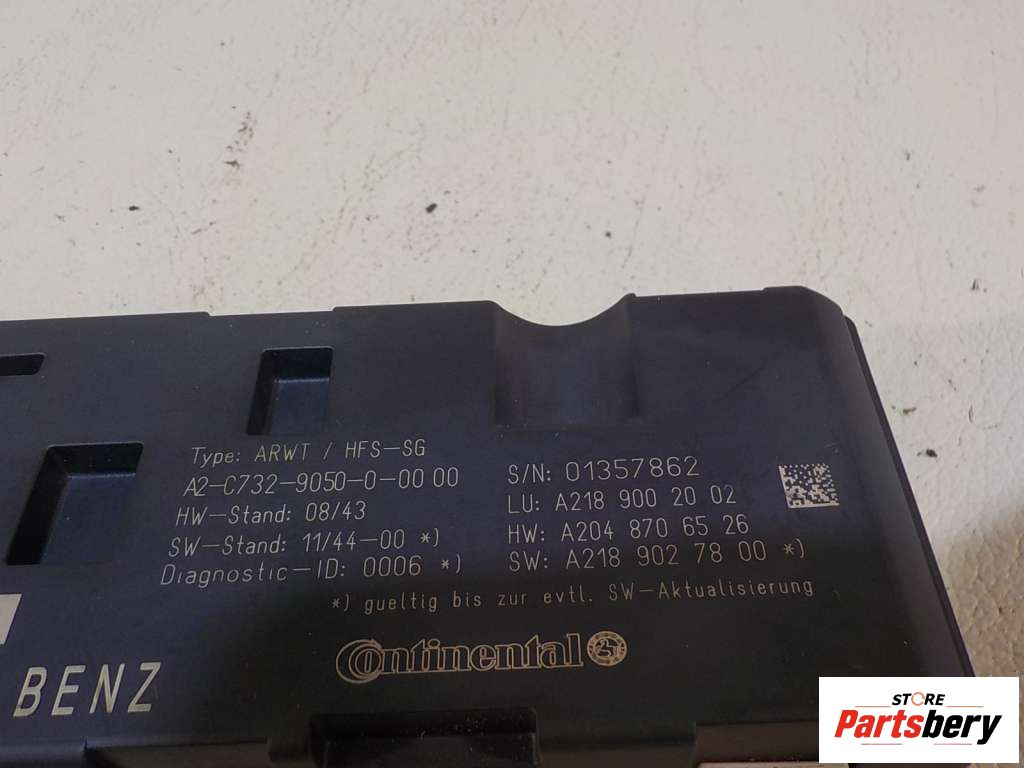 Type: ARWT / HFS-SG
A2-C732-9050-0-00 00
HW-Stand: 08/43
SW-Stand: 11/44-00 *)
Diagnostic-ID: 0006 *)
S/N: 01357862
LU: A218 900 20 02
HW: A204 870 65 26
SW: A218 902 78 00 *)
*) gueltig bis zur evtl. SW-Aktualisierung
Continental
BENZ
STORE
Partsbery